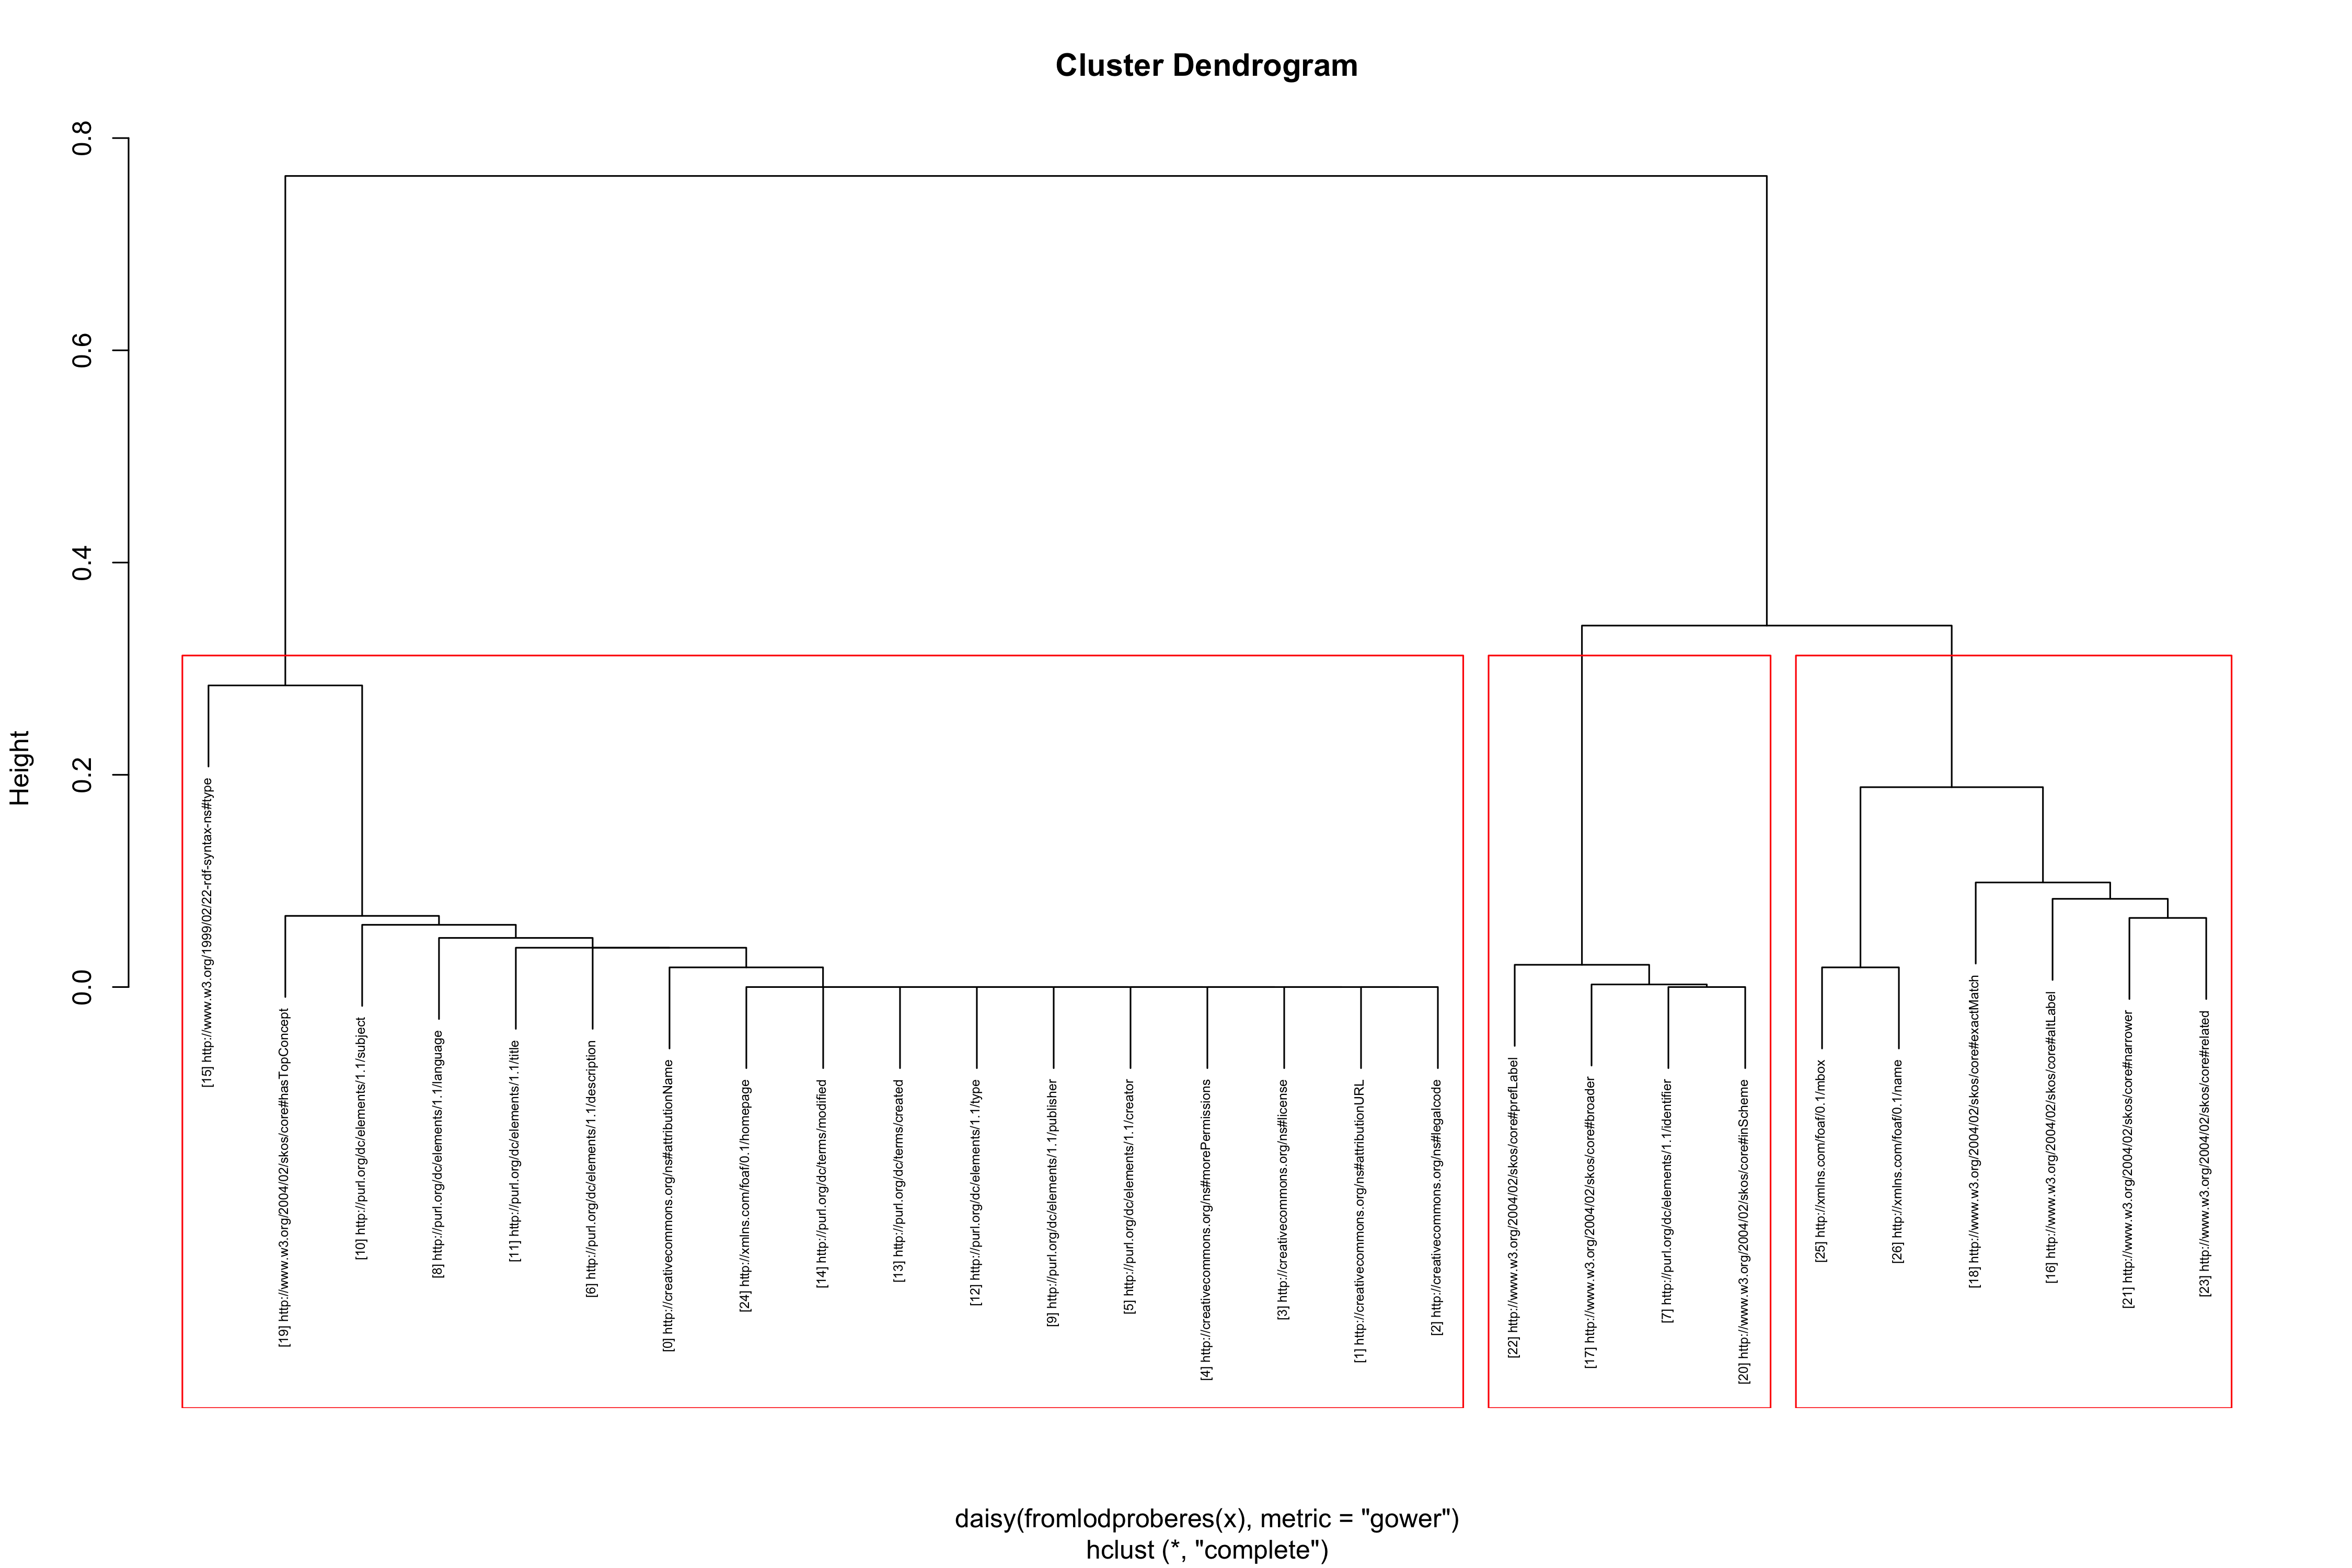 Cluster Dendrogram
Height
0.8
0.6
0.4
0.2
0.0
[15] http://www.w3.org/1999/02/22-rdf-syntax-ns#type
[19] http://www.w3.org/2004/02/skos/core#hasTopConcept
[10] http://purl.org/dc/elements/1.1/subject
[8] http://purl.org/dc/elements/1.1/language
[11] http://purl.org/dc/elements/1.1/title
[6] http://purl.org/dc/elements/1.1/description
[0] http://creativecommons.org/ns#attributionName
[24] http://xmlns.com/foaf/0.1/homepage
[14] http://purl.org/dc/terms/modified
[13] http://purl.org/dc/terms/created
[12] http://purl.org/dc/elements/1.1/type
[9] http://purl.org/dc/elements/1.1/publisher
[5] http://purl.org/dc/elements/1.1/creator
[4] http://creativecommons.org/ns#morePermissions
[3] http://creativecommons.org/ns#license
[1] http://creativecommons.org/ns#attributionURL
[2] http://creativecommons.org/ns#legalcode
[22] http://www.w3.org/2004/02/skos/core#prefLabel
[17] http://www.w3.org/2004/02/skos/core#broader
[7] http://purl.org/dc/elements/1.1/identifier
[20] http://www.w3.org/2004/02/skos/core#inScheme
[25] http://xmlns.com/foaf/0.1/mbox
[26] http://xmlns.com/foaf/0.1/name
[18] http://www.w3.org/2004/02/skos/core#exactMatch
[16] http://www.w3.org/2004/02/skos/core#altLabel
[21] http://www.w3.org/2004/02/skos/core#narrower
[23] http://www.w3.org/2004/02/skos/core#related
daisy(fromlodproberes(x), metric = "gower")
hclust (*, "complete")